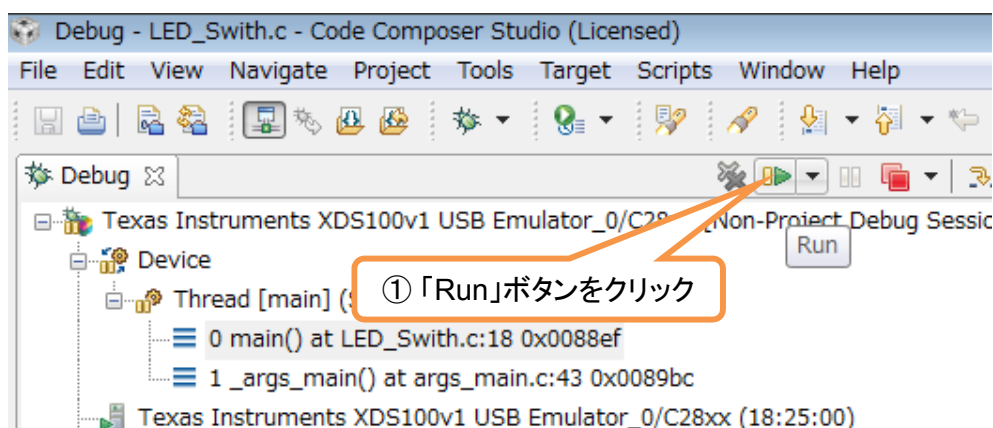 Debug - LED_Swith.c - Code Composer Studio (Licensed)
File Edit View Navigate Project Tools Target Scripts Window Help
Debug
Texas Instruments XDS100v1 USB Emulator_0/C28 [Non-Project Debug Sessio
Run
Device
① 「Run」ボタンをクリック
Thread [main] (S
0 main() at LED_Swith.c:18 0x0088ef
1 _args_main() at args_main.c:43 0x0089bc
Texas Instruments XDS100v1 USB Emulator_0/C28xx (18:25:00)